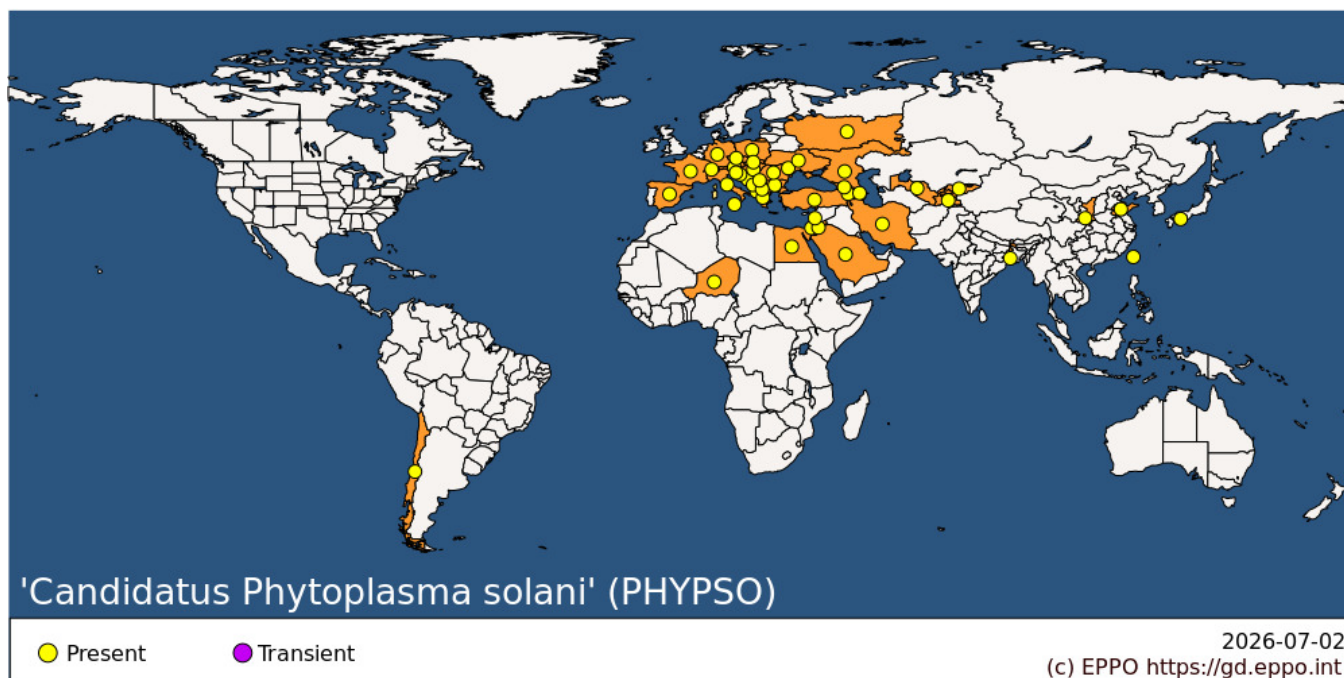 'Candidatus Phytoplasma solani' (PHYPSO)
Present
Transient
2026-07-02
(c) EPPO https://gd.eppo.int